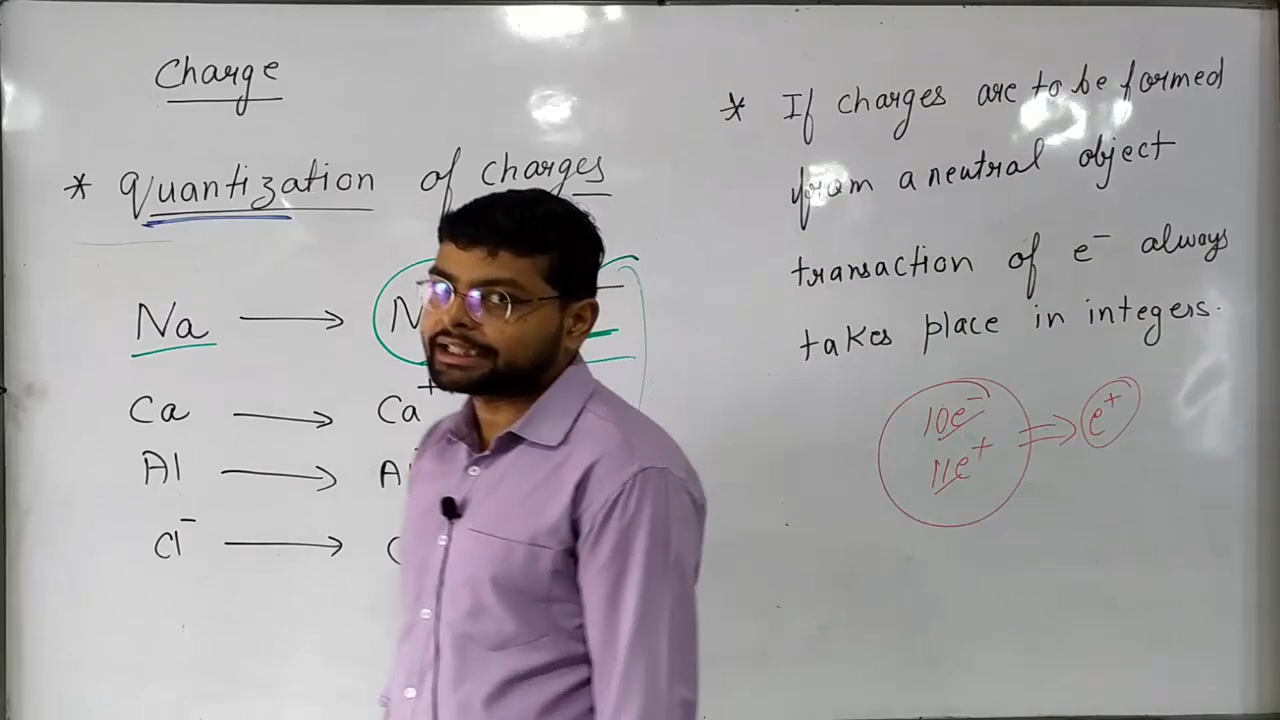 Charge
* Quantization of charges
Na → N
Ca → Ca+
Al → Al
Cl⁻ →
* If charges are to be formed
from a neutral object
transaction of e⁻ always
takes place in integers.
10e⁻ ⇒ e⁺
11e⁺